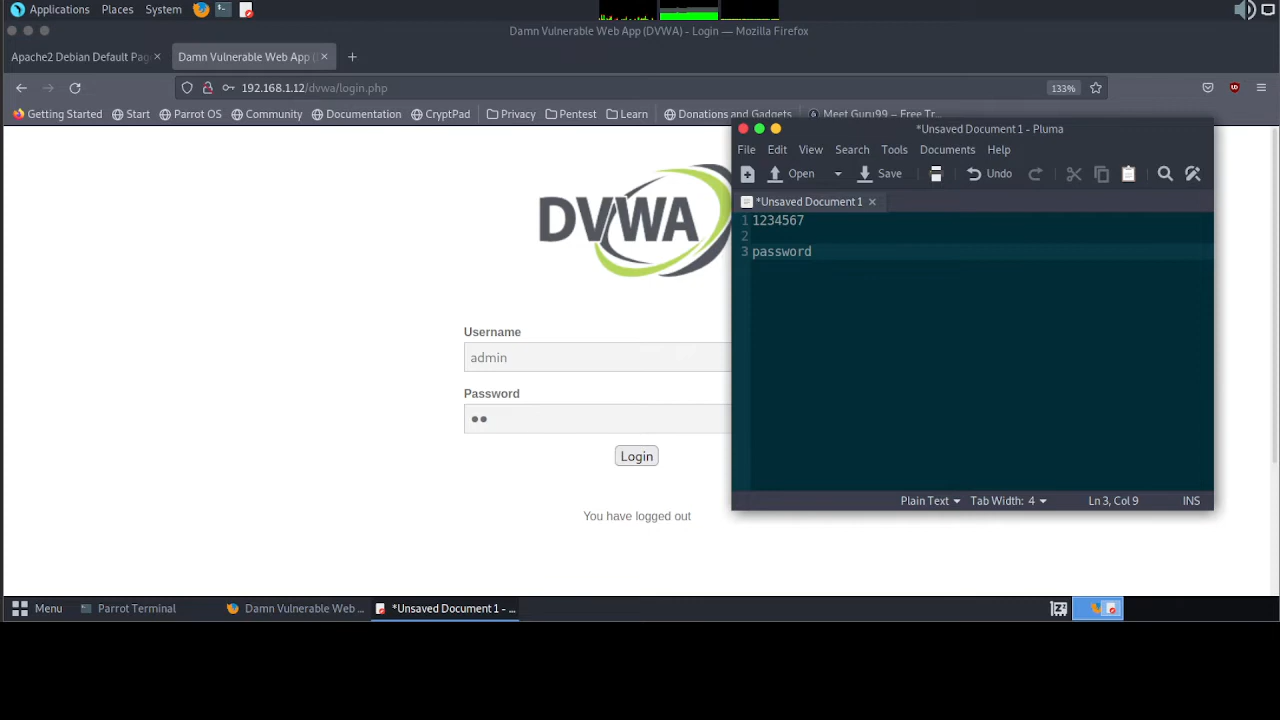 Applications Places System
Damn Vulnerable Web App (DVWA) - Login — Mozilla Firefox
Apache2 Debian Default Pag
Damn Vulnerable Web App (
192.168.1.12/dvwa/login.php
133%
Getting Started Start Parrot OS Community Documentation CryptPad Privacy Pentest Learn Donations and Gadgets Meet Guru99 – Free Tr...
*Unsaved Document 1 - Pluma
File Edit View Search Tools Documents Help
Open Save Undo
*Unsaved Document 1
1 1234567
2
3 password
Plain Text Tab Width: 4 Ln 3, Col 9 INS
DVWA
Username
admin
Password
Login
You have logged out
Menu Parrot Terminal Damn Vulnerable Web ... *Unsaved Document 1 - ...